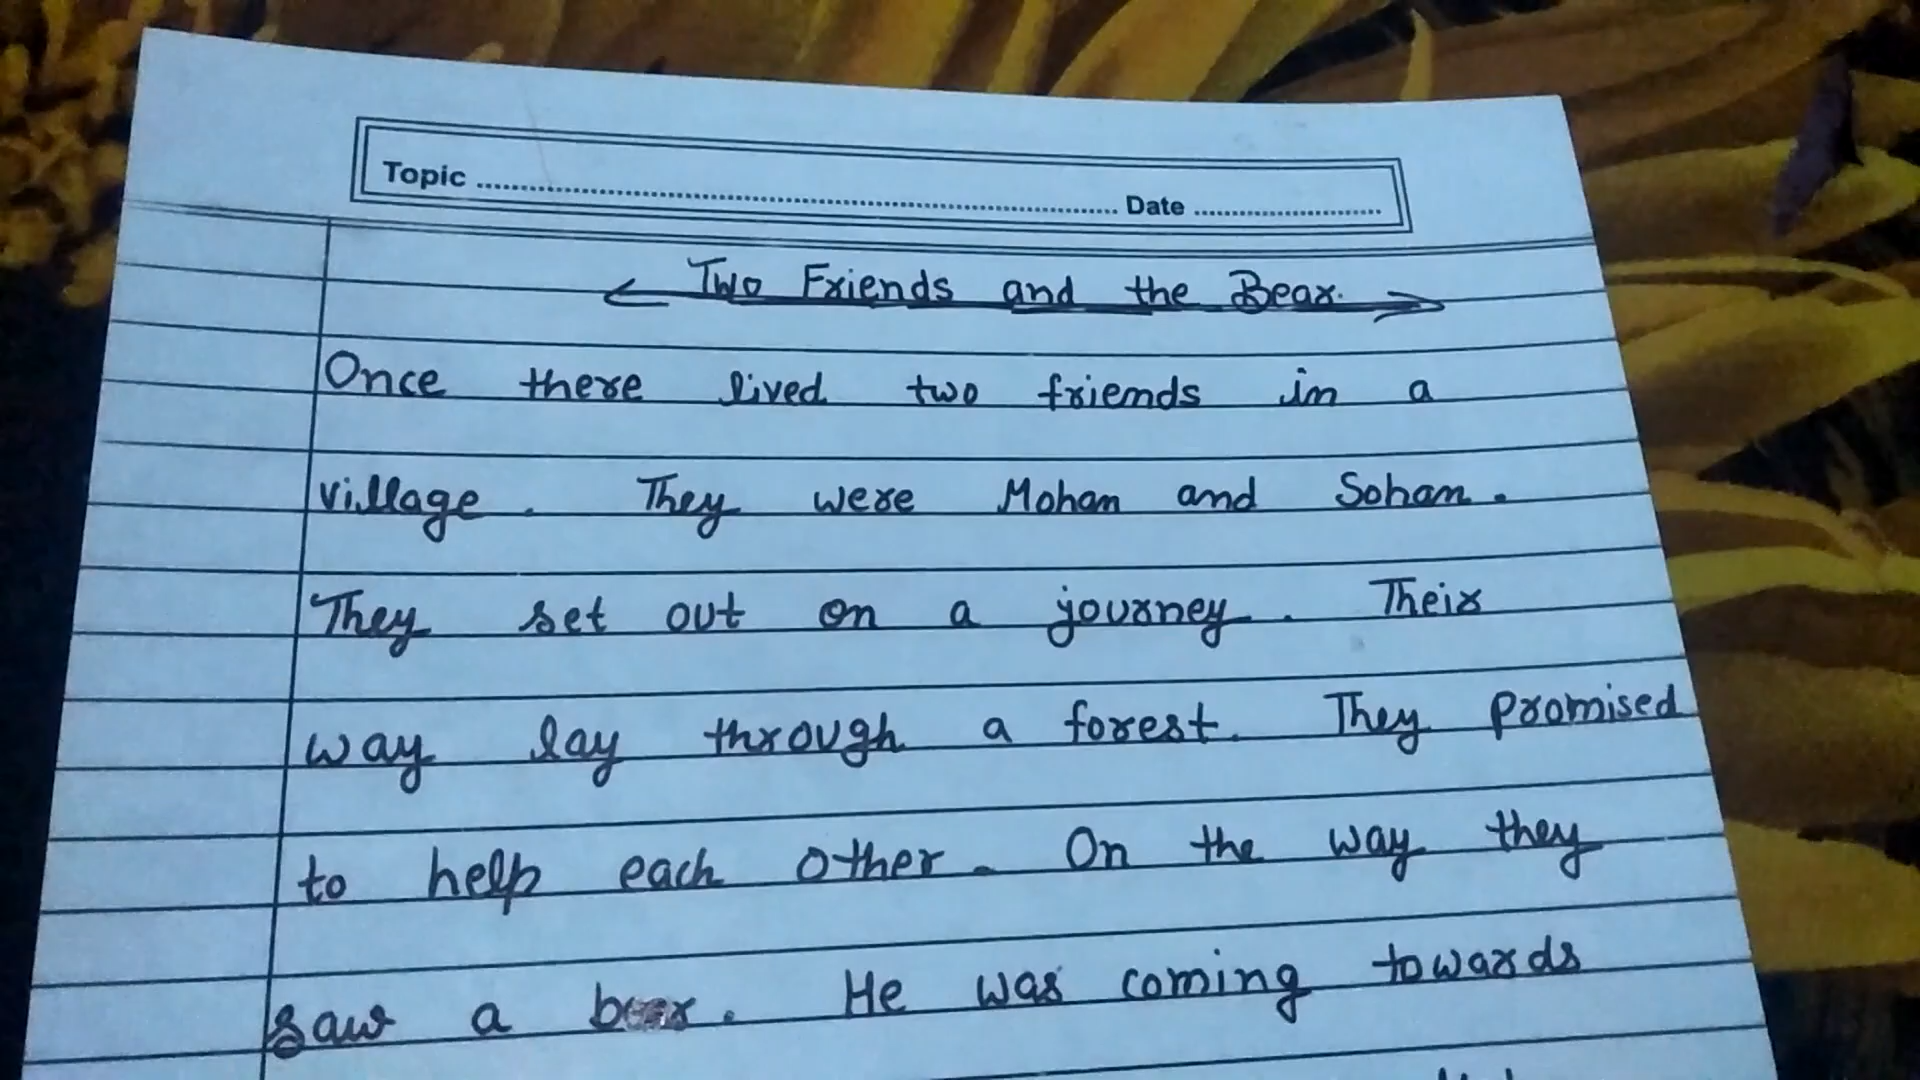 Topic ........................ Date ................
Two Friends and the Bear.
Once there lived two friends in a
village. They were Mohan and Sohan.
They set out on a journey. Their
way lay through a forest. They promised
to help each other. On the way they
saw a bear. He was coming towards